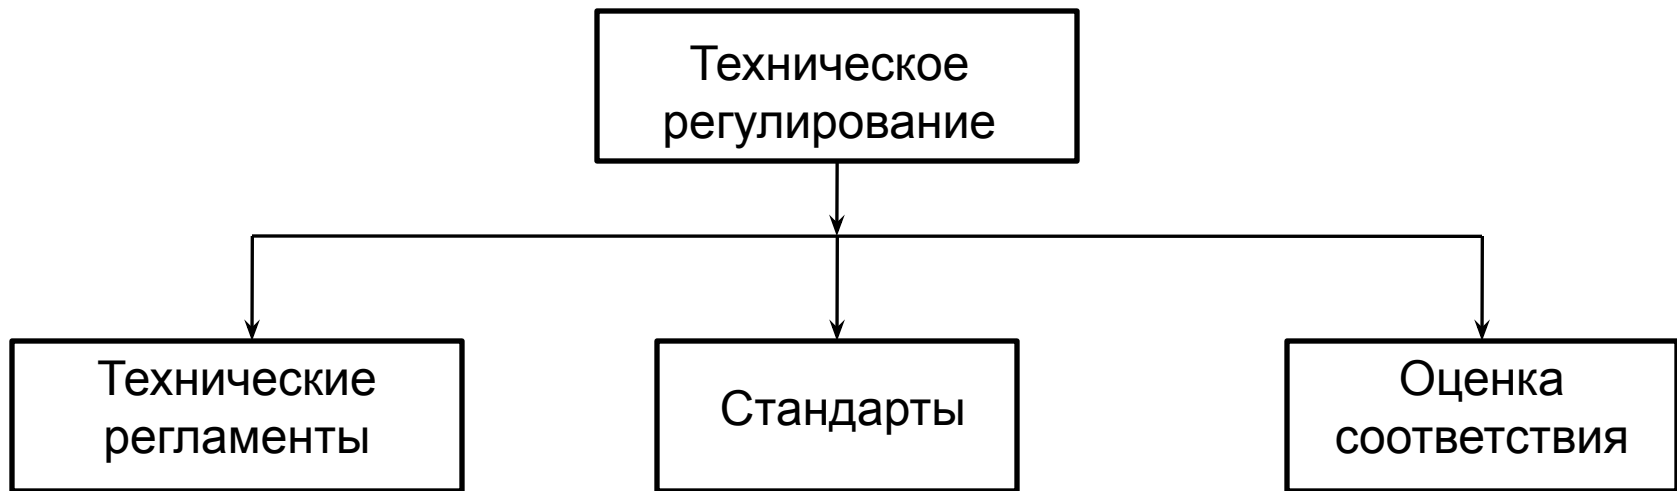 Техническое
регулирование
Технические
регламенты
Стандарты
Оценка
соответствия